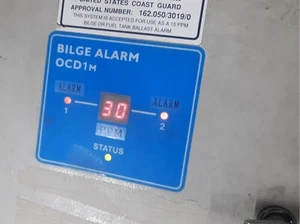 UNITED STATES COAST GUARD
APPROVAL NUMBER: 162.050/3019/0
THIS SYSTEM IS ACCEPTED FOR USE AS A 15 PPM
BILGE OR FUEL TANK BALLAST ALARM
BILGE ALARM
OCD1M
ALARM
ALARM
30
1
2
STATUS